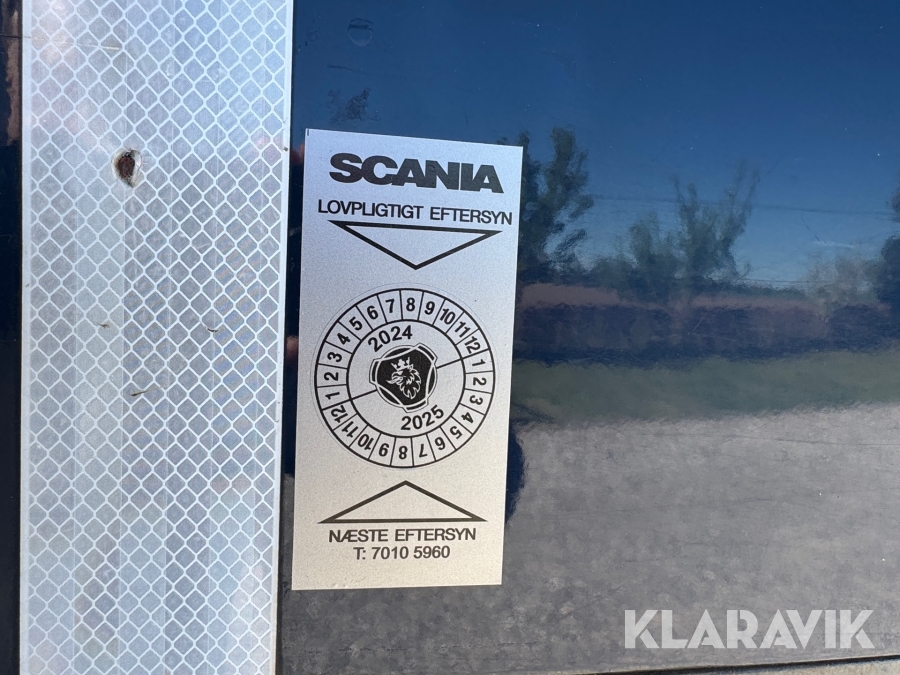 SCANIA
LOVPLIGTIGT EFTERSYN
1 2 3 4 5 6 7 8 9 10 11 12
2024
1 2 3 4 5 6 7 8 9 10 11 12
2025
NÆSTE EFTERSYN
T: 7010 5960
KLARAVIK